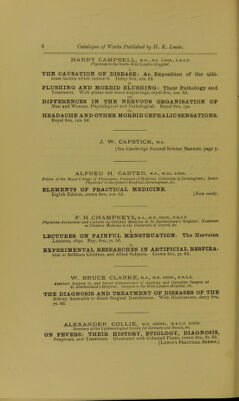 6 Catalogue of Works Published by H. K. Lewis.
HARRY CAMPBELL, M.D., B.S. LOND., F.R.C.P.
Physician to the North-West London Hospital.
THE CAUSATION OF DISEASE: An Exposition of the ulti-
mate factors which induce it. Demy 8vo, 12s. 6d.
FLUSHING AND MORBID BLUSHING: Their Pathology and
Treatment. With plates and wood engravings, royal 8vo, 10s. 6d.
DIFFERENCES IN THE NERVOUS ORGANISATION OF
Man and Woman, Physiological and Pathological. Royal 8vo, 15s.
HEADACHE AND OTHER MORBID CEPHALIC SENSATIONS.
Royal 8vo, 12s. 6d.
J. W. CAPSTICK, M.A.
[See Cambridge Natural Science Manuals, page 5.
ALFRED H. CARTER, M.D., M.SC. LOND.
Fellow of the Royal College of Physicians; Professor of Medicine, University of Birmingham; Senior
Physician to the Queen's Hospital, Birmingham, &c.
ELEMENTS OF PRACTICAL MEDICINE.
Eighth Edition, crown 8vo, 10s. 6d. [Now ready.
F. H. CHAMPNEYS, M.A., M.D. OXON., F.R.C.P.
Physician-Accoucheur and Lecturer on Obstetric Medicine at St. Bartholomew's Hospital: Examiner
in Obstetric Medicine in the University of Oxford, &c.
LECTURES ON PAINFUL MENSTRUATION. The Harveian
Lectures, 1890. Roy. 8vo, 7s. 6d.
EXPERIMENTAL RESEARCHES IN ARTIFICIAL RESPIRA-
tion in Stillborn Children, and Allied Subjects. Crown 8vo, 3s. 6d.
W. BRUCE CLARKE, M.A., M.B. OXON., F.R.C.S.
Assistant Surgeon to, and Senior Demonstrator of Anatomy and Operative Surgery at
St. Bartholomew's Hospital; Surgeon to the West London Hospital, &c.
THE DIAGNOSIS AND TREATMENT OF DISEASES OF THE
Kidney Amenable to direct Surgical Interference. With Illustrations, demy 8vo,
7s. 6d.
ALEXANDER COLLIE, M.D. ABERD., M.R.C.P. LOND.
Secretary of the Epidemiological Society for Germany and Russia, &c.
ON FEVERS: THEIR HISTORY, ETIOLOGY, DIAGNOSIS,
Prognosis, and Treatment. Illustrated with Coloured Plates, crown 8vo, 8s. 6d.
[Lewis's Practical Series.]